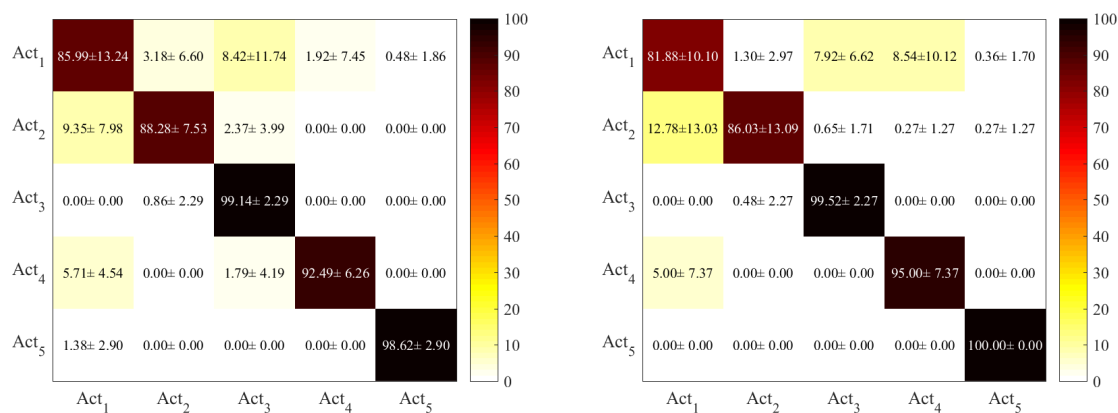 Act1 85.99±13.24 3.18± 6.60 8.42±11.74 1.92± 7.45 0.48± 1.86
Act2 9.35± 7.98 88.28± 7.53 2.37± 3.99 0.00± 0.00 0.00± 0.00
Act3 0.00± 0.00 0.86± 2.29 99.14± 2.29 0.00± 0.00 0.00± 0.00
Act4 5.71± 4.54 0.00± 0.00 1.79± 4.19 92.49± 6.26 0.00± 0.00
Act5 1.38± 2.90 0.00± 0.00 0.00± 0.00 0.00± 0.00 98.62± 2.90
Act1 Act2 Act3 Act4 Act5
100
90
80
70
60
50
40
30
20
10
0
Act1 81.88±10.10 1.30± 2.97 7.92± 6.62 8.54±10.12 0.36± 1.70
Act2 12.78±13.03 86.03±13.09 0.65± 1.71 0.27± 1.27 0.27± 1.27
Act3 0.00± 0.00 0.48± 2.27 99.52± 2.27 0.00± 0.00 0.00± 0.00
Act4 5.00± 7.37 0.00± 0.00 0.00± 0.00 95.00± 7.37 0.00± 0.00
Act5 0.00± 0.00 0.00± 0.00 0.00± 0.00 0.00± 0.00 100.00± 0.00
Act1 Act2 Act3 Act4 Act5
100
90
80
70
60
50
40
30
20
10
0